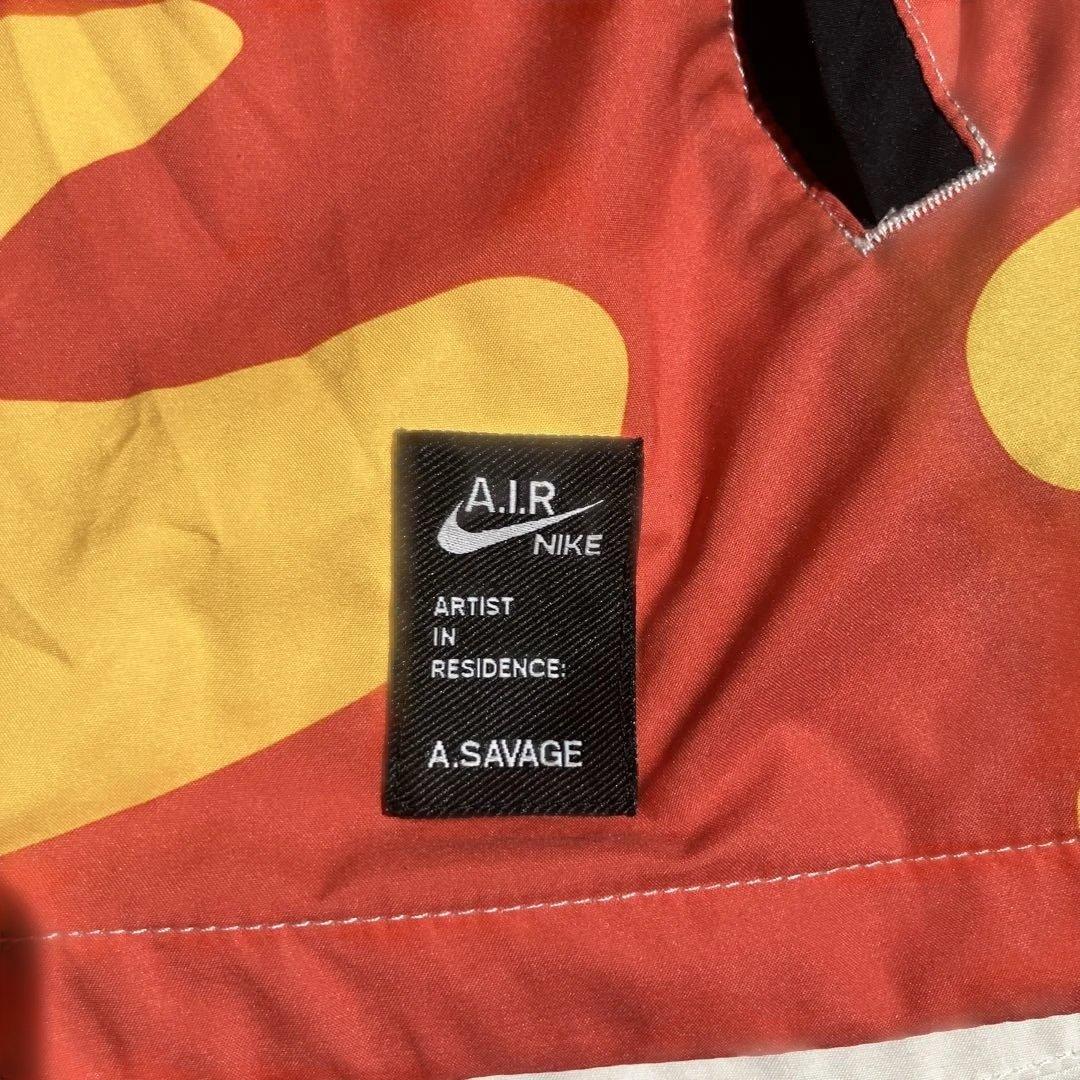 A.I.R
NIKE
ARTIST
IN
RESIDENCE:
A.SAVAGE